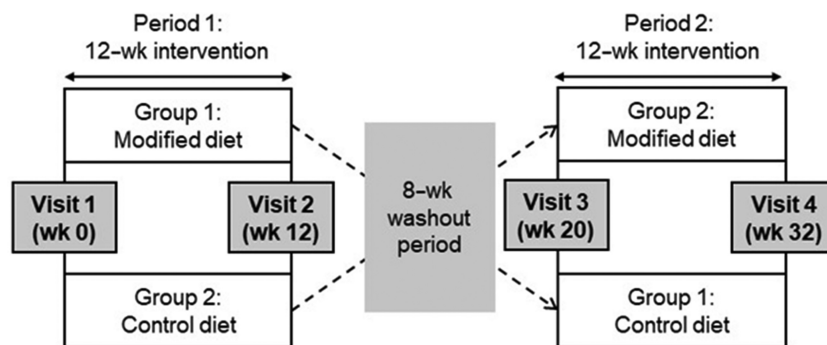 Period 1:
12-wk intervention
Period 2:
12-wk intervention
Group 1:
Modified diet
Group 2:
Modified diet
Visit 1
(wk 0)
Visit 2
(wk 12)
8-wk
washout
period
Visit 3
(wk 20)
Visit 4
(wk 32)
Group 2:
Control diet
Group 1:
Control diet